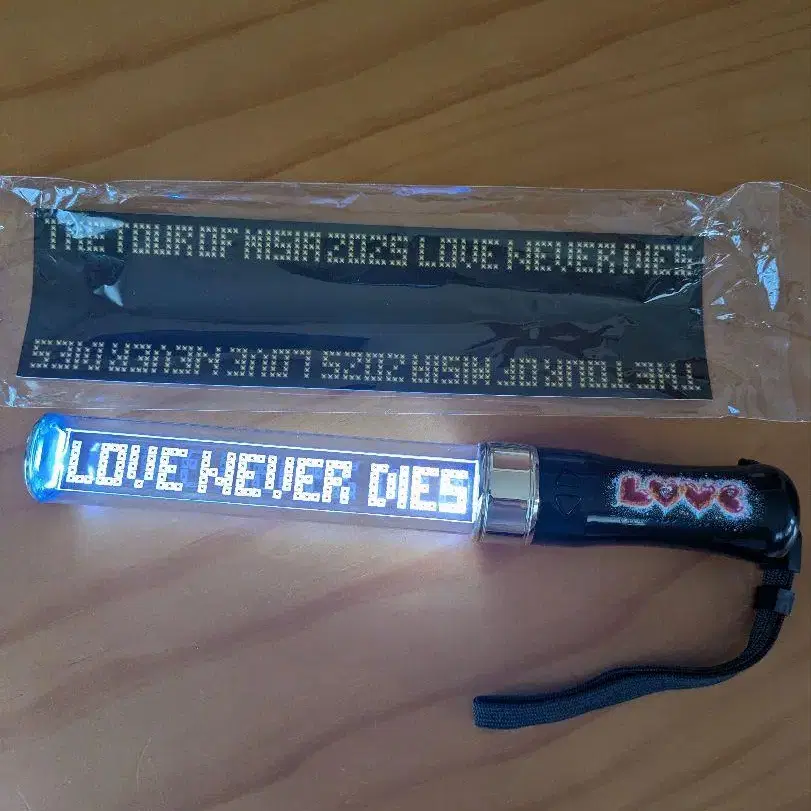 THE TOUR OF MISIA 2025 LOVE NEVER DIES
THE TOUR OF MISIA 2025 LOVE NEVER DIES
LOVE NEVER DIES
LOVE